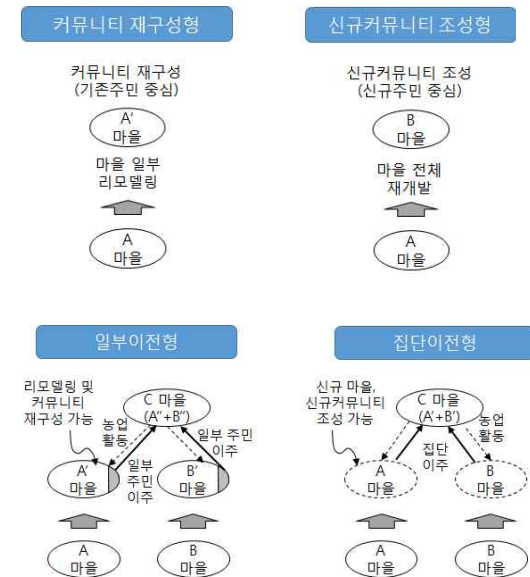 커뮤니티 재구성형
커뮤니티 재구성
(기존주민 중심)
A'
마을
마을 일부
리모델링
A
마을
신규커뮤니티 조성형
신규커뮤니티 조성
(신규주민 중심)
B
마을
마을 전체
재개발
A
마을
일부이전형
리모델링 및
커뮤니티
재구성 가능
C 마을
(A"+B")
농업
활동
일부 주민
이주
A'
마을
일부
주민
이주
B'
마을
A
마을
B
마을
집단이전형
신규 마을,
신규커뮤니티
조성 가능
C 마을
(A'+B')
농업
활동
집단
이주
A
마을
B
마을
A
마을
B
마을